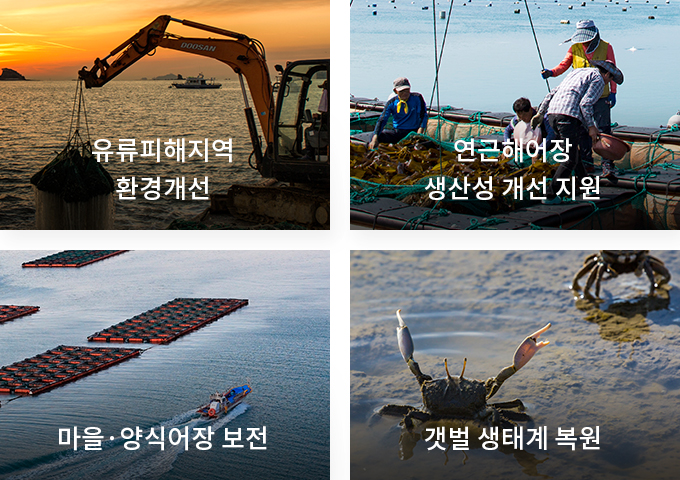 DOOSAN
유류피해지역
환경개선
연근해어장
생산성 개선 지원
마을·양식어장 보전
갯벌 생태계 복원